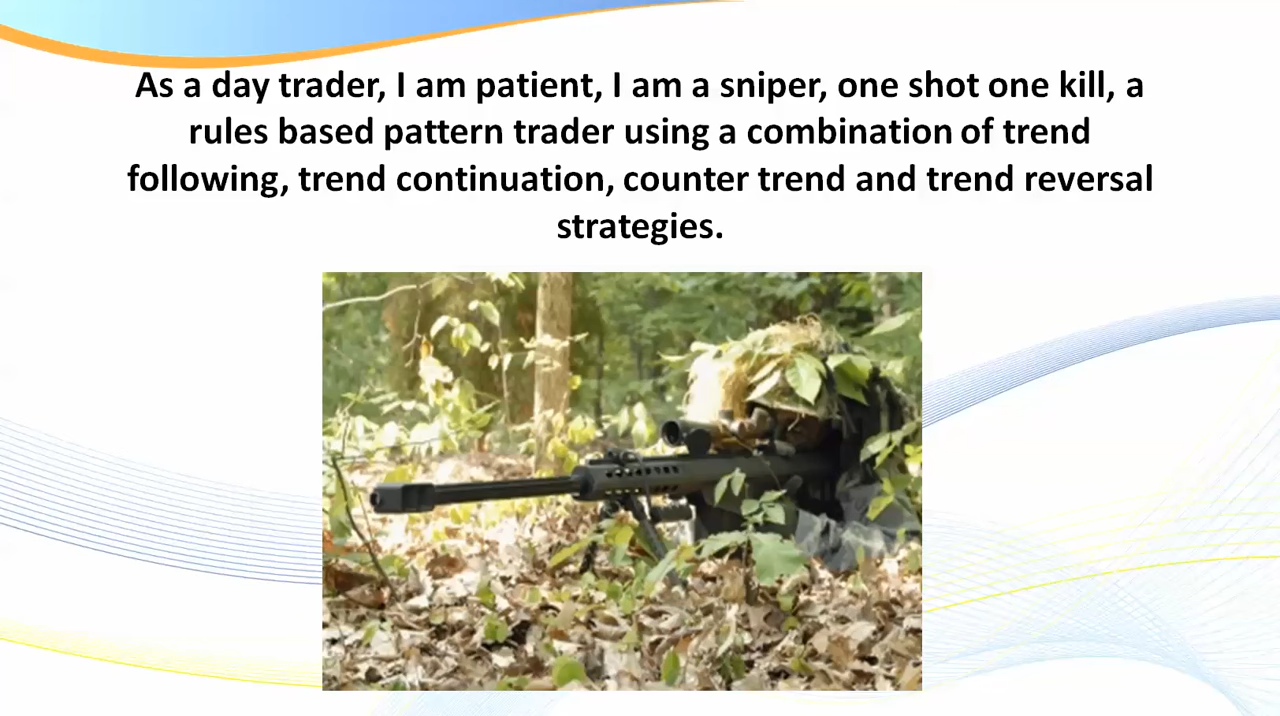 As a day trader, I am patient, I am a sniper, one shot one kill, a
rules based pattern trader using a combination of trend
following, trend continuation, counter trend and trend reversal
strategies.